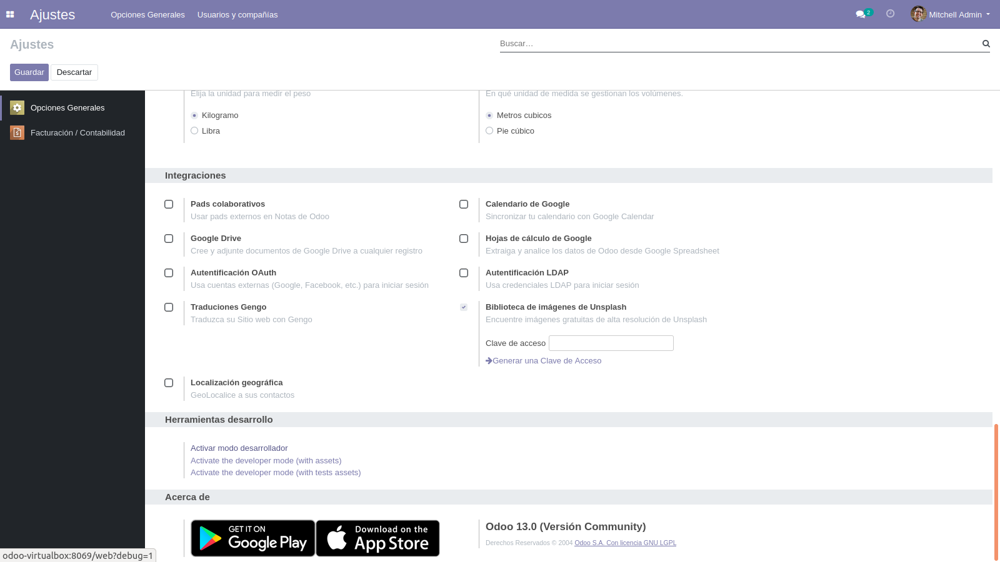 Ajustes
Opciones Generales
Usuarios y compañías
2
Mitchell Admin
Ajustes
Buscar...
Guardar
Descartar
Opciones Generales
Facturación / Contabilidad
Elija la unidad para medir el peso
En qué unidad de medida se gestionan los volúmenes.
Kilogramo
Metros cubicos
Libra
Pie cúbico
Integraciones
Pads colaborativos
Usar pads externos en Notas de Odoo
Calendario de Google
Sincronizar tu calendario con Google Calendar
Google Drive
Cree y adjunte documentos de Google Drive a cualquier registro
Hojas de cálculo de Google
Extraiga y analice los datos de Odoo desde Google Spreadsheet
Autentificación OAuth
Usa cuentas externas (Google, Facebook, etc.) para iniciar sesión
Autentificación LDAP
Usa credenciales LDAP para iniciar sesión
Traduciones Gengo
Traduzca su Sitio web con Gengo
Biblioteca de imágenes de Unsplash
Encuentre imágenes gratuitas de alta resolución de Unsplash
Clave de acceso
Generar una Clave de Acceso
Localización geográfica
GeoLocalice a sus contactos
Herramientas desarrollo
Activar modo desarrollador
Activate the developer mode (with assets)
Activate the developer mode (with tests assets)
Acerca de
GET IT ON
Google Play
Download on the
App Store
Odoo 13.0 (Versión Community)
Derechos Reservados © 2004 Odoo S.A. Con licencia GNU LGPL
odoo-virtualbox:8069/web?debug=1